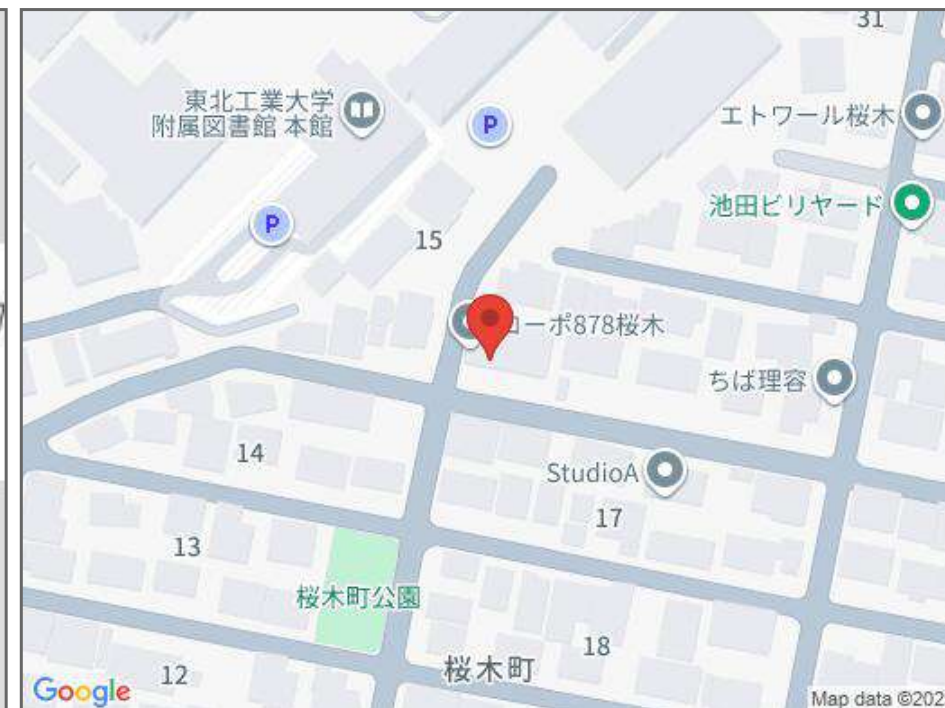 31
東北工業大学
附属図書館 本館
P
エトワール桜木
池田ビリヤード
P
15
ーポ878桜木
ちば理容
14
StudioA
17
13
桜木町公園
18
桜木町
12
Google
Map data ©202